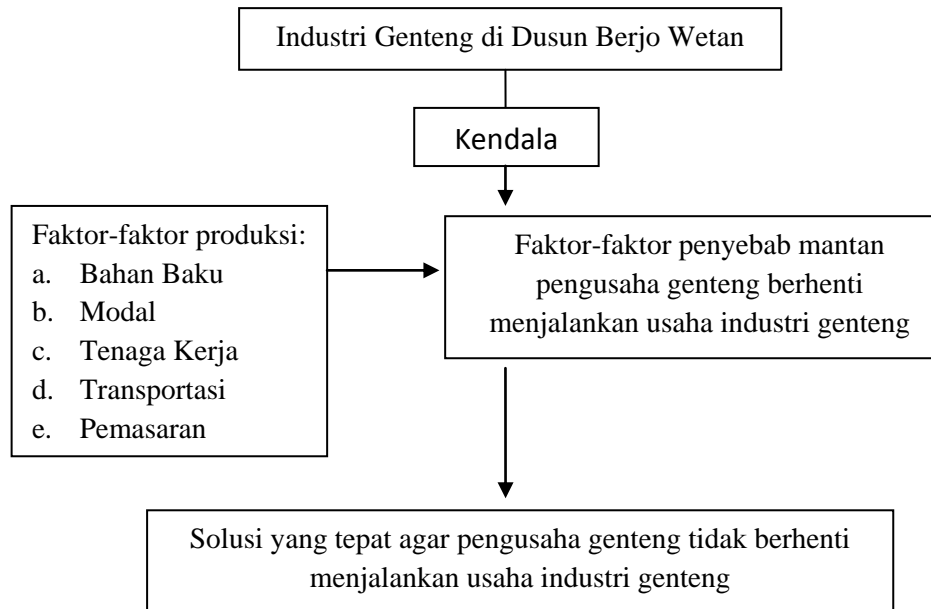 Industri Genteng di Dusun Berjo Wetan
Kendala
Faktor-faktor produksi:
a. Bahan Baku
b. Modal
c. Tenaga Kerja
d. Transportasi
e. Pemasaran
Faktor-faktor penyebab mantan
pengusaha genteng berhenti
menjalankan usaha industri genteng
Solusi yang tepat agar pengusaha genteng tidak berhenti
menjalankan usaha industri genteng